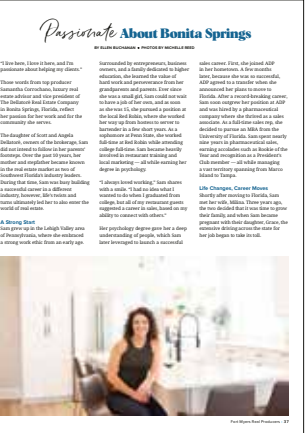 Passionate About Bonita Springs
BY ELLEN BUCHANAN • PHOTOS BY MICHELLE REED
"I live here, I love it here, and I'm
passionate about helping my clients."
Those words from top producer
Samantha Corrochano, luxury real
estate advisor and vice president of
The Dellatorè Real Estate Company
in Bonita Springs, Florida, reflect
her passion for her work and for the
community she serves.
The daughter of Scott and Angela
Dellatorè, owners of the brokerage, Sam
did not intend to follow in her parents'
footsteps. Over the past 10 years, her
mother and stepfather became known
in the real estate market as two of
Southwest Florida's industry leaders.
During that time, Sam was busy building
a successful career in a different
industry; however, life's twists and
turns ultimately led her to also enter the
world of real estate.
A Strong Start
Sam grew up in the Lehigh Valley area
of Pennsylvania, where she embraced
a strong work ethic from an early age.
Surrounded by entrepreneurs, business
owners, and a family dedicated to higher
education, she learned the value of
hard work and perseverance from her
grandparents and parents. Ever since
she was a small girl, Sam could not wait
to have a job of her own, and as soon
as she was 15, she pursued a position at
the local Red Robin, where she worked
her way up from hostess to server to
bartender in a few short years. As a
sophomore at Penn State, she worked
full-time at Red Robin while attending
college full-time. Sam became heavily
involved in restaurant training and
local marketing — all while earning her
degree in psychology.
"I always loved working," Sam shares
with a smile. "I had no idea what I
wanted to do when I graduated from
college, but all of my restaurant guests
suggested a career in sales, based on my
ability to connect with others."
Her psychology degree gave her a deep
understanding of people, which Sam
later leveraged to launch a successful
sales career. First, she joined ADP
in her hometown. A few months
later, because she was so successful,
ADP agreed to a transfer when she
announced her plans to move to
Florida. After a record-breaking career,
Sam soon outgrew her position at ADP
and was hired by a pharmaceutical
company where she thrived as a sales
associate. As a full-time sales rep, she
decided to pursue an MBA from the
University of Florida. Sam spent nearly
nine years in pharmaceutical sales,
earning accolades such as Rookie of the
Year and recognition as a President's
Club member — all while managing
a vast territory spanning from Marco
Island to Tampa.
Life Changes, Career Moves
Shortly after moving to Florida, Sam
met her wife, Milina. Three years ago,
the two decided that it was time to grow
their family, and when Sam became
pregnant with their daughter, Grace, the
extensive driving across the state for
her job began to take its toll.
Fort Myers Real Producers • 37